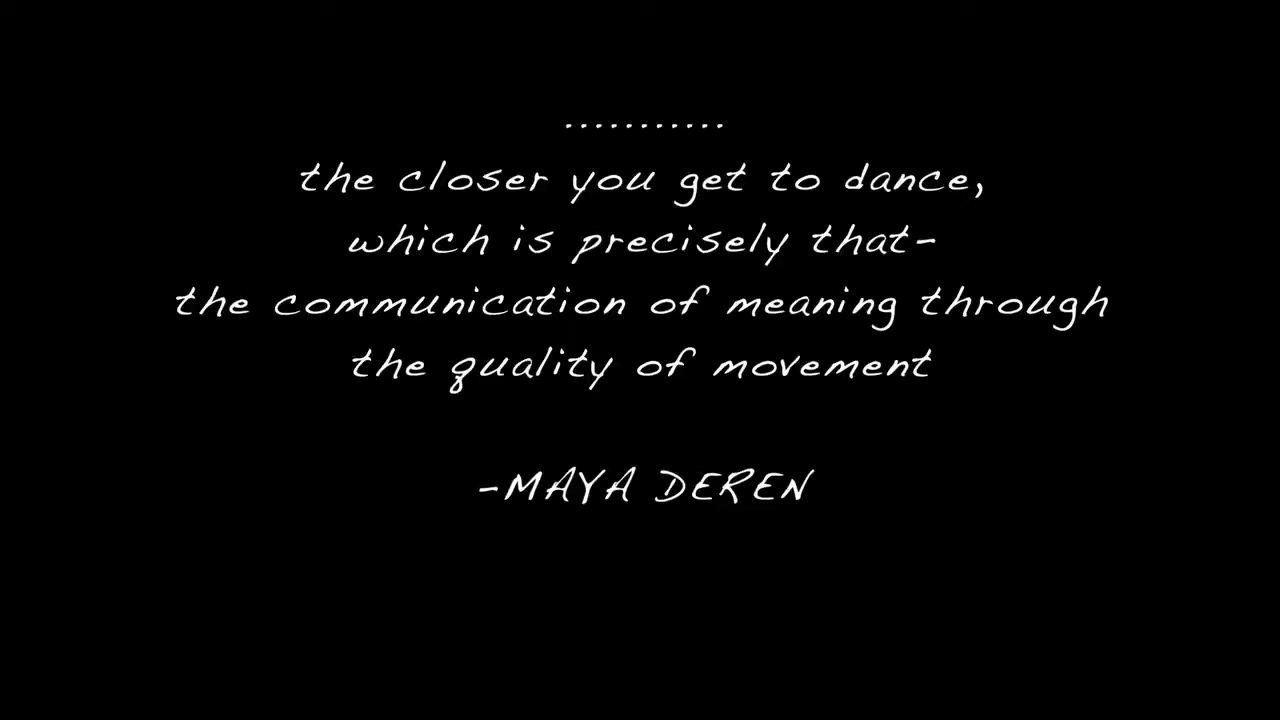 ...........
the closer you get to dance,
which is precisely that-
the communication of meaning through
the quality of movement
-MAYA DEREN